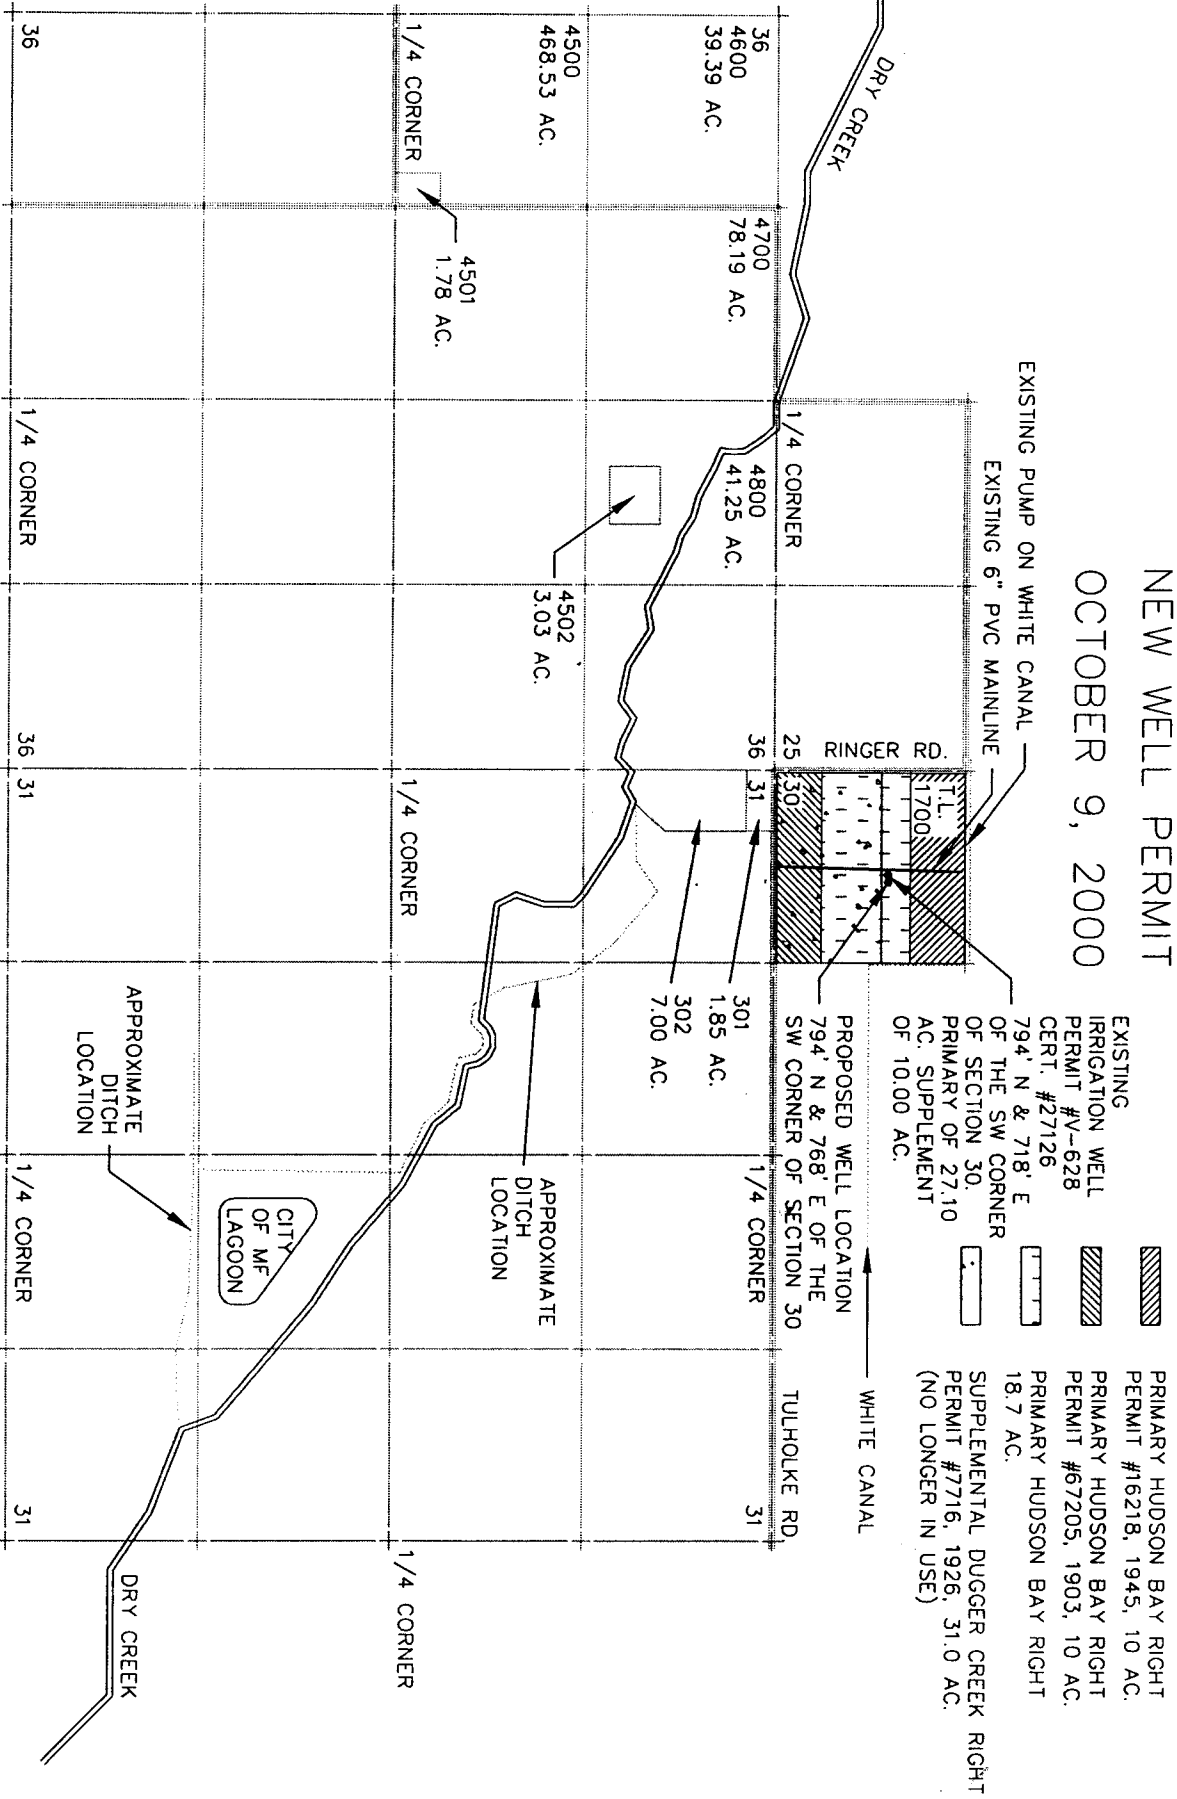 NEW WELL PERMIT
OCTOBER 9, 2000
EXISTING PUMP ON WHITE CANAL
EXISTING 6" PVC MAINLINE
EXISTING
IRRIGATION WELL
PERMIT #V-628
CERT. #27126
794' N & 718' E
OF THE SW CORNER
OF SECTION 30.
PRIMARY OF 27.10
AC. SUPPLEMENT
OF 10.00 AC.
PRIMARY HUDSON BAY RIGHT
PERMIT #16218, 1945, 10 AC.
PRIMARY HUDSON BAY RIGHT
PERMIT #67205, 1903, 10 AC.
PRIMARY HUDSON BAY RIGHT
18.7 AC.
SUPPLEMENTAL DUGGER CREEK RIGHT
PERMIT #7716, 1926, 31.0 AC.
(NO LONGER IN USE)
DRY CREEK
RINGER RD.
T.L.
1700
WHITE CANAL
PROPOSED WELL LOCATION
794' N & 768' E OF THE
SW CORNER OF SECTION 30
36
4600
39.39 AC.
4700
78.19 AC.
1/4 CORNER
4800
41.25 AC.
25
30
36
31
301
1.85 AC.
302
7.00 AC.
1/4 CORNER
TULHOLKE RD
31
4500
468.53 AC.
4502
3.03 AC.
APPROXIMATE
DITCH
LOCATION
1/4 CORNER
4501
1.78 AC.
1/4 CORNER
1/4 CORNER
CITY
OF MF
LAGOON
APPROXIMATE
DITCH
LOCATION
DRY CREEK
36
1/4 CORNER
36
31
1/4 CORNER
31